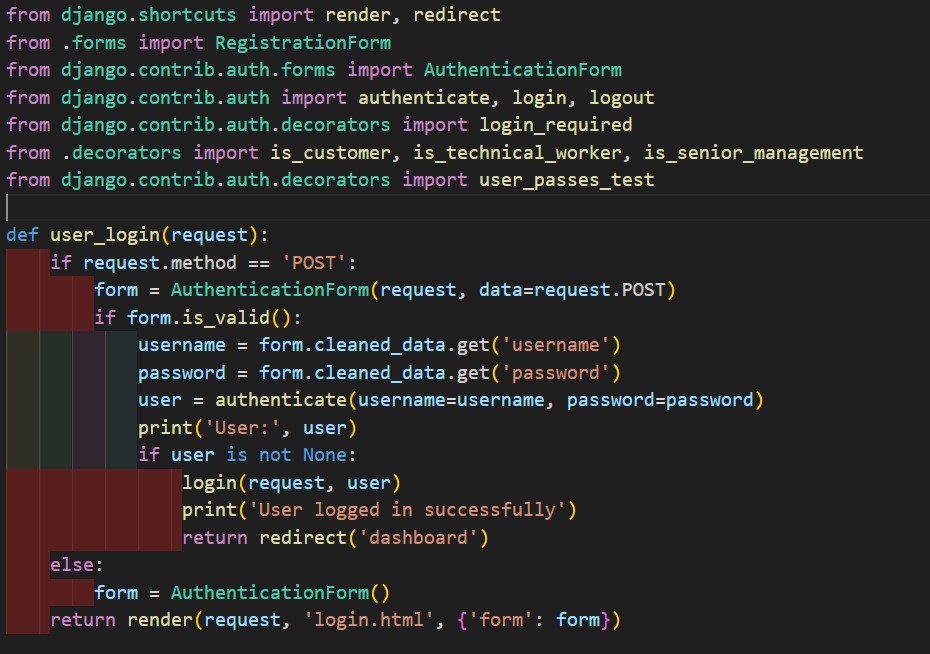 from django.shortcuts import render, redirect
from .forms import RegistrationForm
from django.contrib.auth.forms import AuthenticationForm
from django.contrib.auth import authenticate, login, logout
from django.contrib.auth.decorators import login_required
from .decorators import is_customer, is_technical_worker, is_senior_management
from django.contrib.auth.decorators import user_passes_test

def user_login(request):
    if request.method == 'POST':
        form = AuthenticationForm(request, data=request.POST)
        if form.is_valid():
            username = form.cleaned_data.get('username')
            password = form.cleaned_data.get('password')
            user = authenticate(username=username, password=password)
            print('User:', user)
            if user is not None:
                login(request, user)
                print('User logged in successfully')
                return redirect('dashboard')
    else:
        form = AuthenticationForm()
    return render(request, 'login.html', {'form': form})